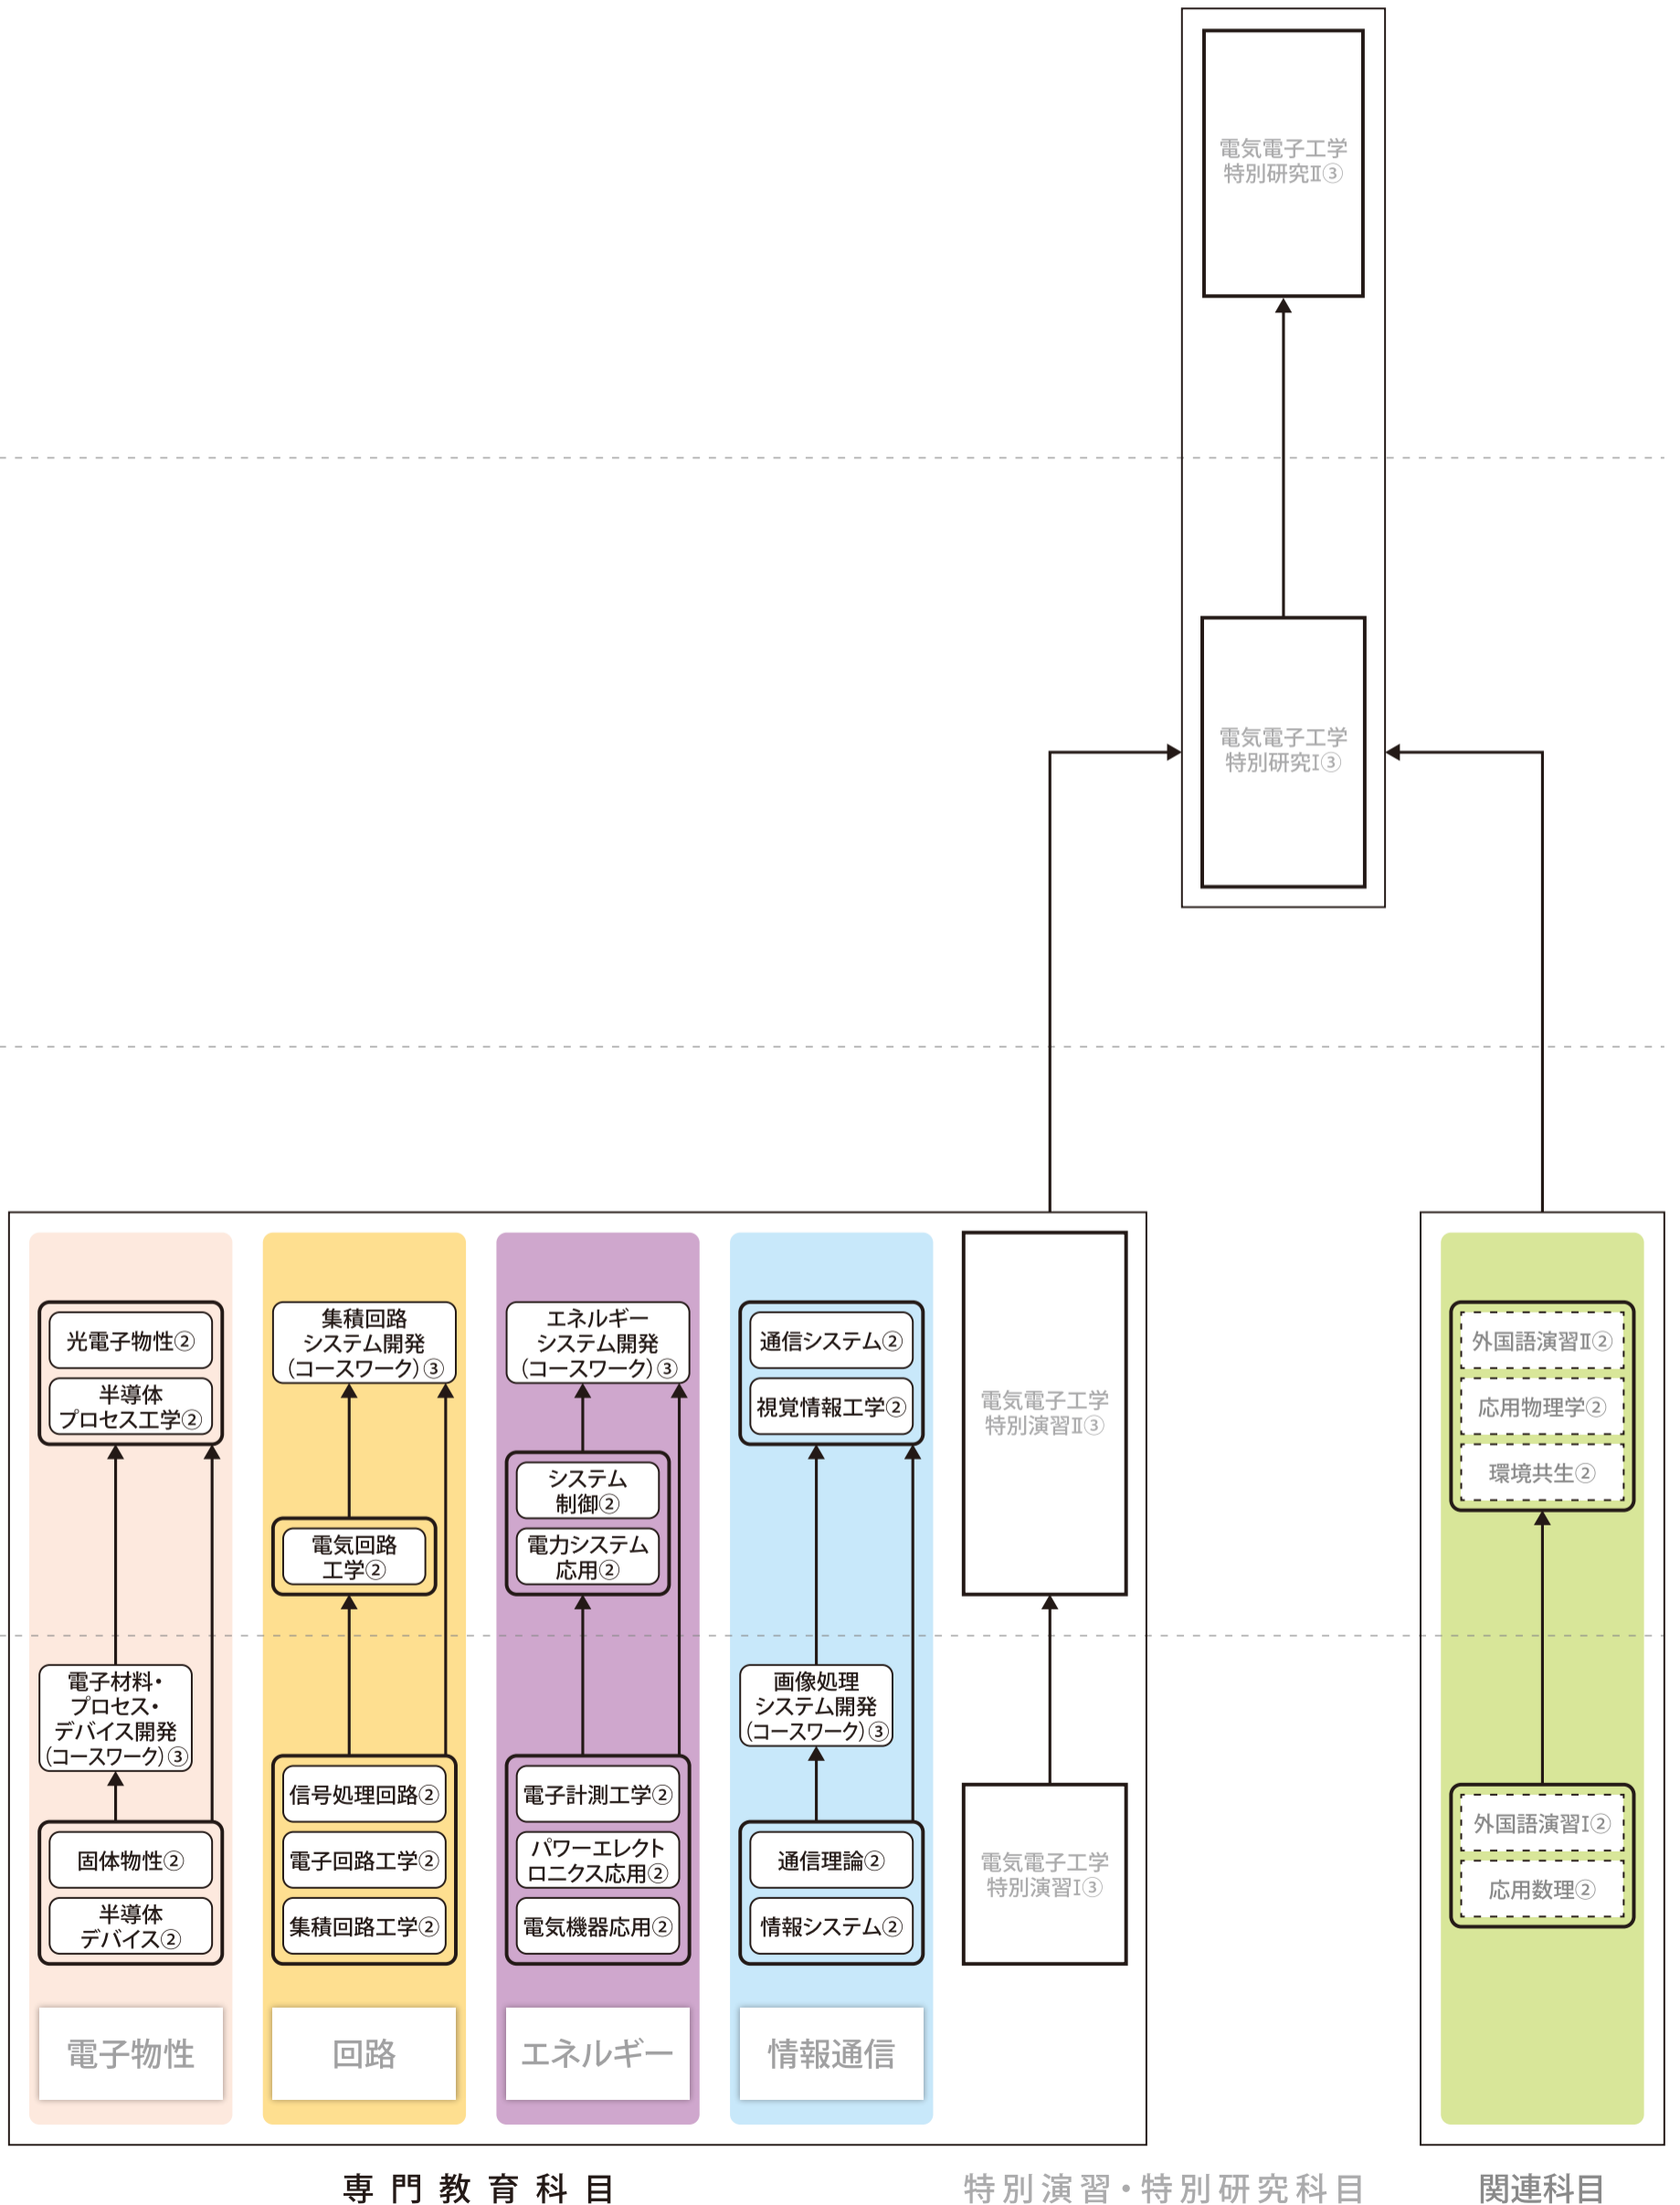 電気電子工学
特別研究Ⅱ③
電気電子工学
特別研究Ⅰ③
光電子物性②
半導体
プロセス工学②
電子材料・
プロセス・
デバイス開発
（コースワーク）③
固体物性②
半導体
デバイス②
電子物性
集積回路
システム開発
（コースワーク）③
電気回路
工学②
信号処理回路②
電子回路工学②
集積回路工学②
回路
エネルギー
システム開発
（コースワーク）③
システム
制御②
電力システム
応用②
電子計測工学②
パワーエレクト
ロニクス応用②
電気機器応用②
エネルギー
通信システム②
視覚情報工学②
画像処理
システム開発
（コースワーク）③
通信理論②
情報システム②
情報通信
電気電子工学
特別演習Ⅱ③
電気電子工学
特別演習Ⅰ③
外国語演習Ⅱ②
応用物理学②
環境共生②
外国語演習Ⅰ②
応用数理②
専門教育科目
特別演習・特別研究科目
関連科目